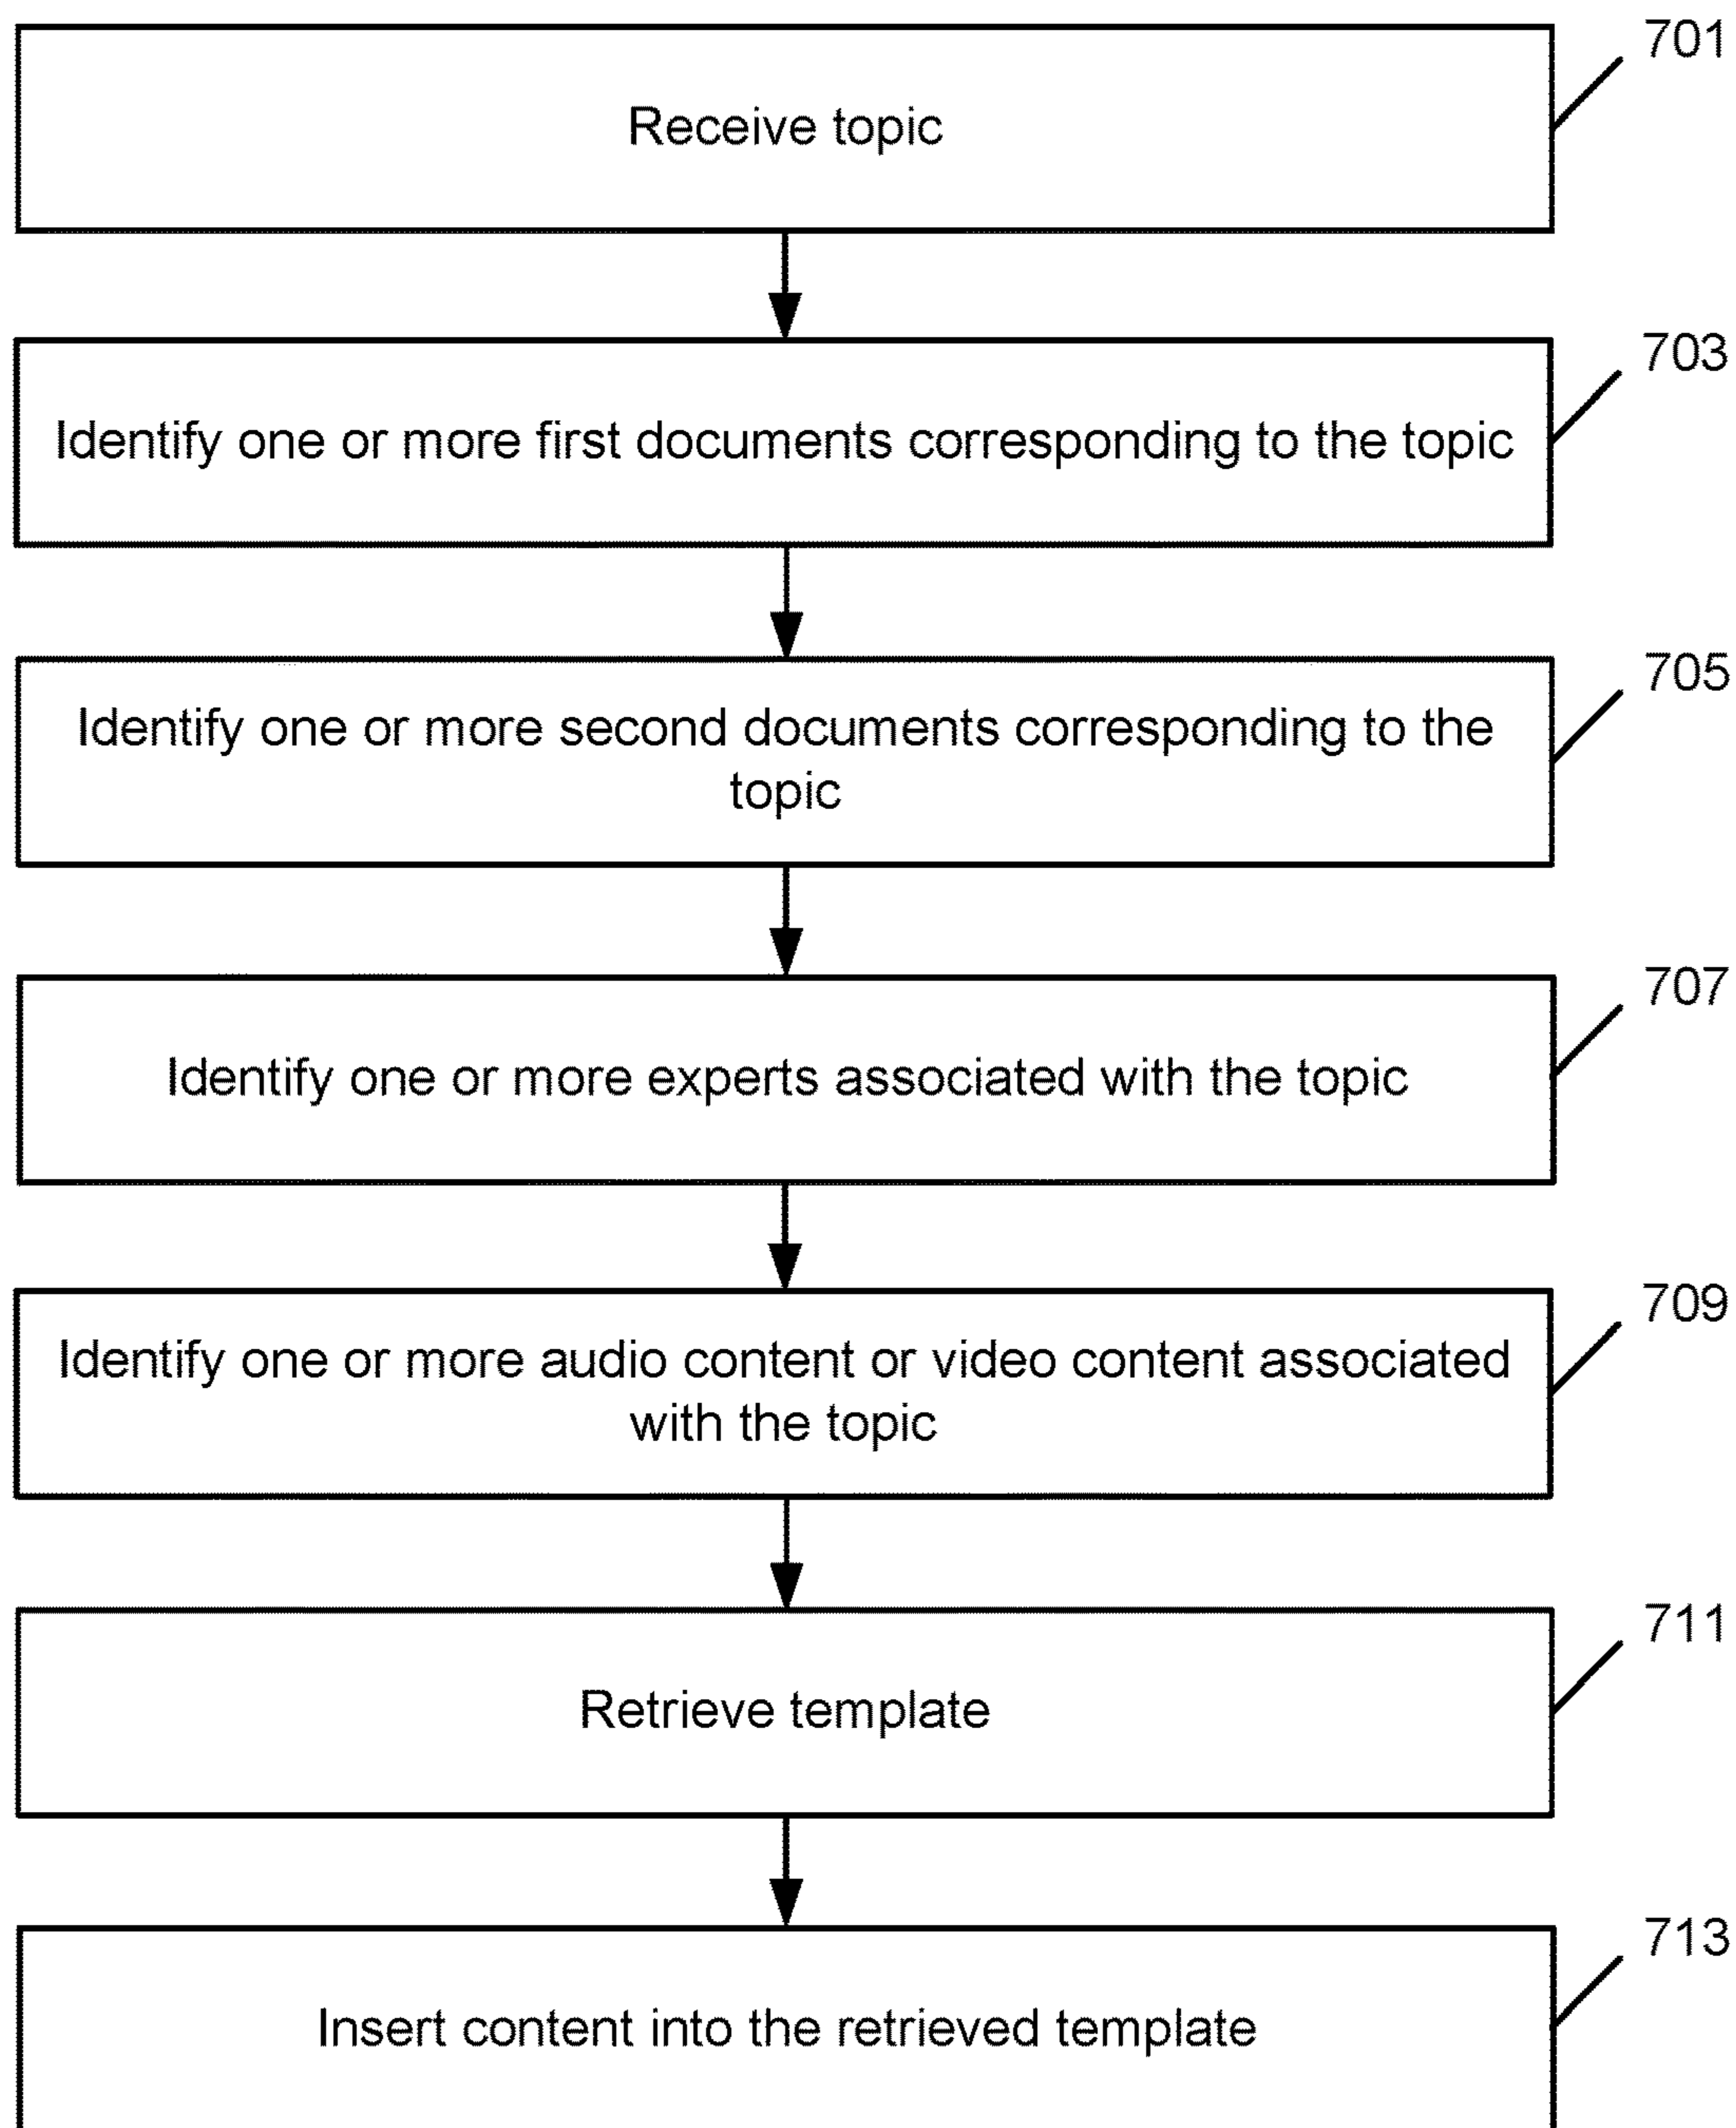 701
Receive topic
703
Identify one or more first documents corresponding to the topic
705
Identify one or more second documents corresponding to the
topic
707
Identify one or more experts associated with the topic
709
Identify one or more audio content or video content associated
with the topic
711
Retrieve template
713
Insert content into the retrieved template